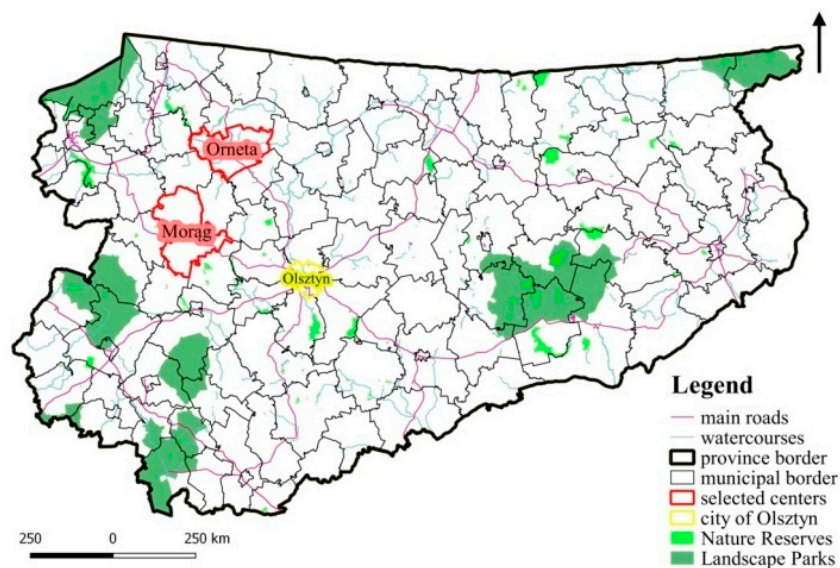 Orneta
Morąg
Olsztyn
Legend
main roads
watercourses
province border
municipal border
selected centers
city of Olsztyn
Nature Reserves
Landscape Parks
250 0 250 km